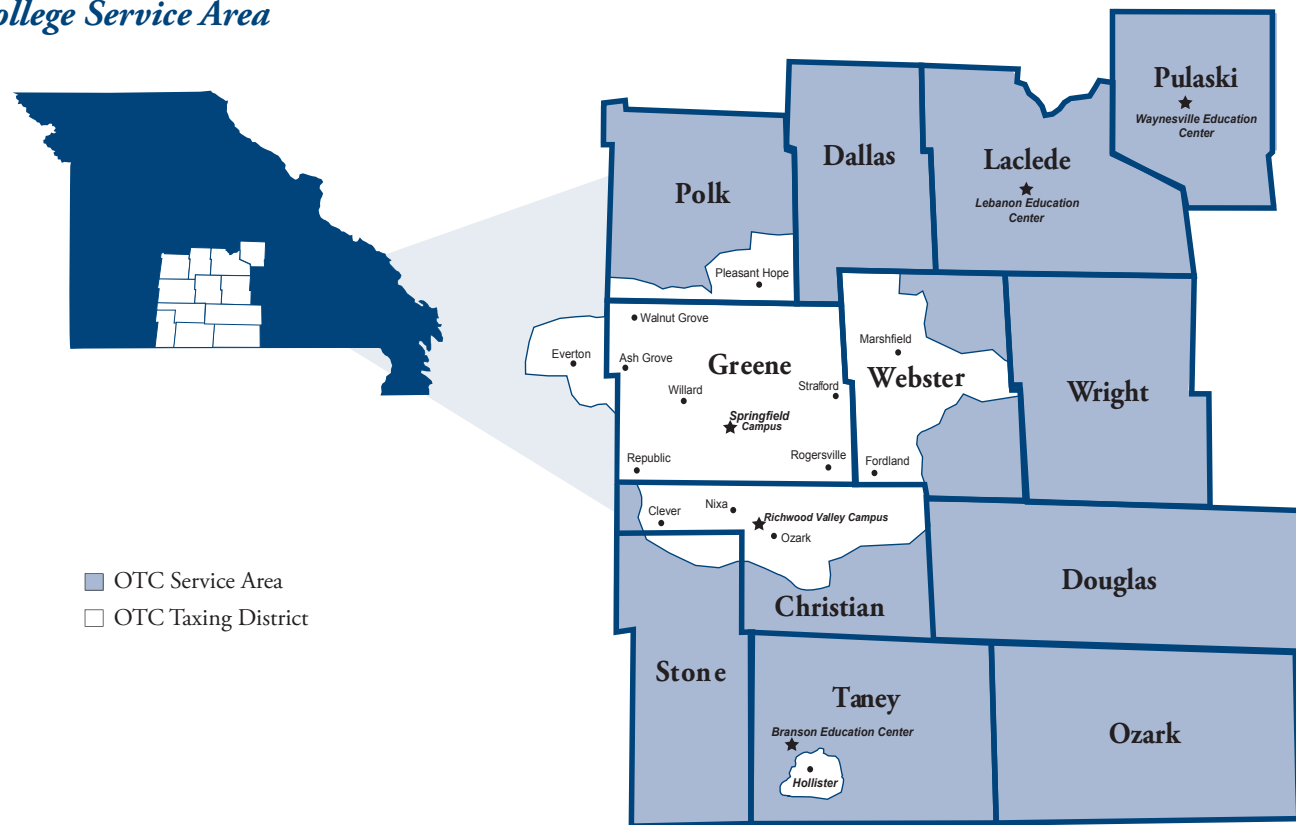 ollege Service Area
Pulaski
Waynesville Education
Center
Dallas
Laclede
Lebanon Education
Center
Polk
Pleasant Hope
Walnut Grove
Everton
Ash Grove
Greene
Willard
Strafford
Springfield
Campus
Republic
Rogersville
Marshfield
Webster
Fordland
Wright
Clever
Nixa
Richwood Valley Campus
Ozark
Christian
Douglas
OTC Service Area
OTC Taxing District
Stone
Taney
Branson Education Center
Hollister
Ozark